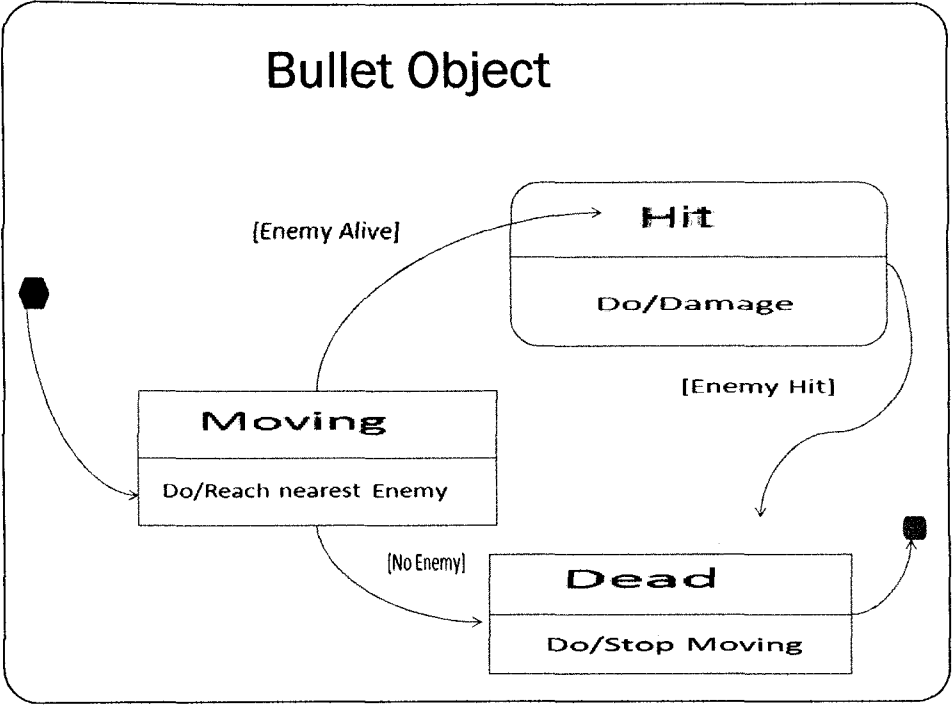 Bullet Object
[Enemy Alive]
Hit
Do/Damage
[Enemy Hit]
Moving
Do/Reach nearest Enemy
[No Enemy]
Dead
Do/Stop Moving